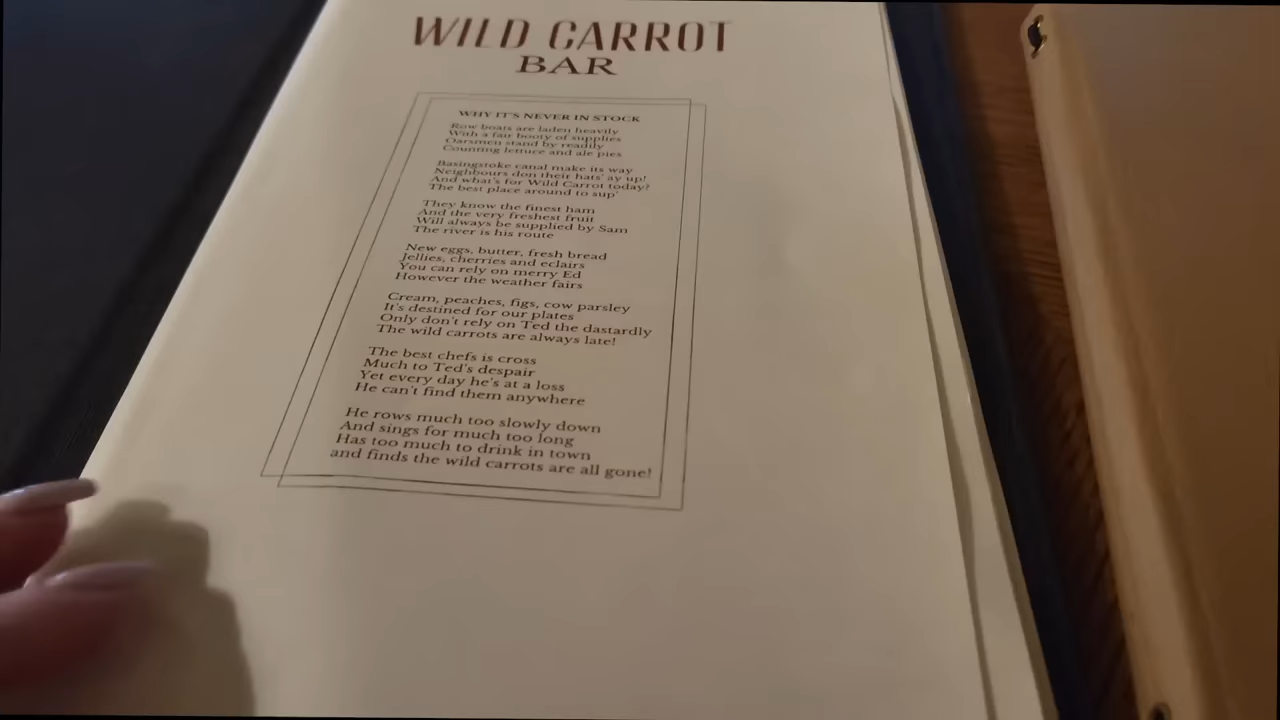 WILD CARROT
BAR
WHY IT'S NEVER IN STOCK
Row boats are laden heavily
With a fair booty of supplies
Oarsmen stand by readily
Counting lettuce and ale pies
Basingstoke canal make its way
Neighbours don their hats' ay up!
And what's for Wild Carrot today?
The best place around to sup'
They know the finest ham
And the very freshest fruit
Will always be supplied by Sam
The river is his route
New eggs, butter, fresh bread
Jellies, cherries and eclairs
You can rely on merry Ed
However the weather fairs
Cream, peaches, figs, cow parsley
It's destined for our plates
Only don't rely on Ted the dastardly
The wild carrots are always late!
The best chefs is cross
Much to Ted's despair
Yet every day he's at a loss
He can't find them anywhere
He rows much too slowly down
And sings for much too long
Has too much to drink in town
and finds the wild carrots are all gone!